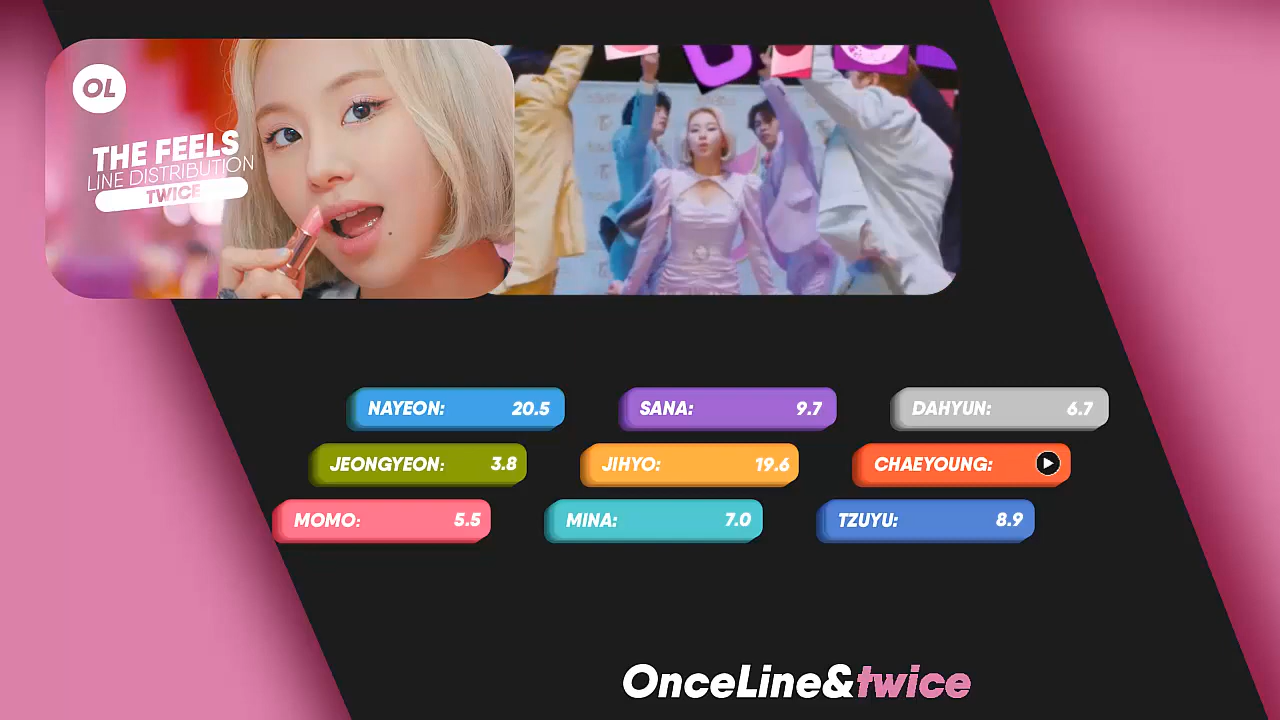 OL
THE FEELS
LINE DISTRIBUTION
TWICE
NAYEON: 20.5
SANA: 9.7
DAHYUN: 6.7
JEONGYEON: 3.8
JIHYO: 19.6
CHAEYOUNG:
MOMO: 5.5
MINA: 7.0
TZUYU: 8.9
OnceLine&twice